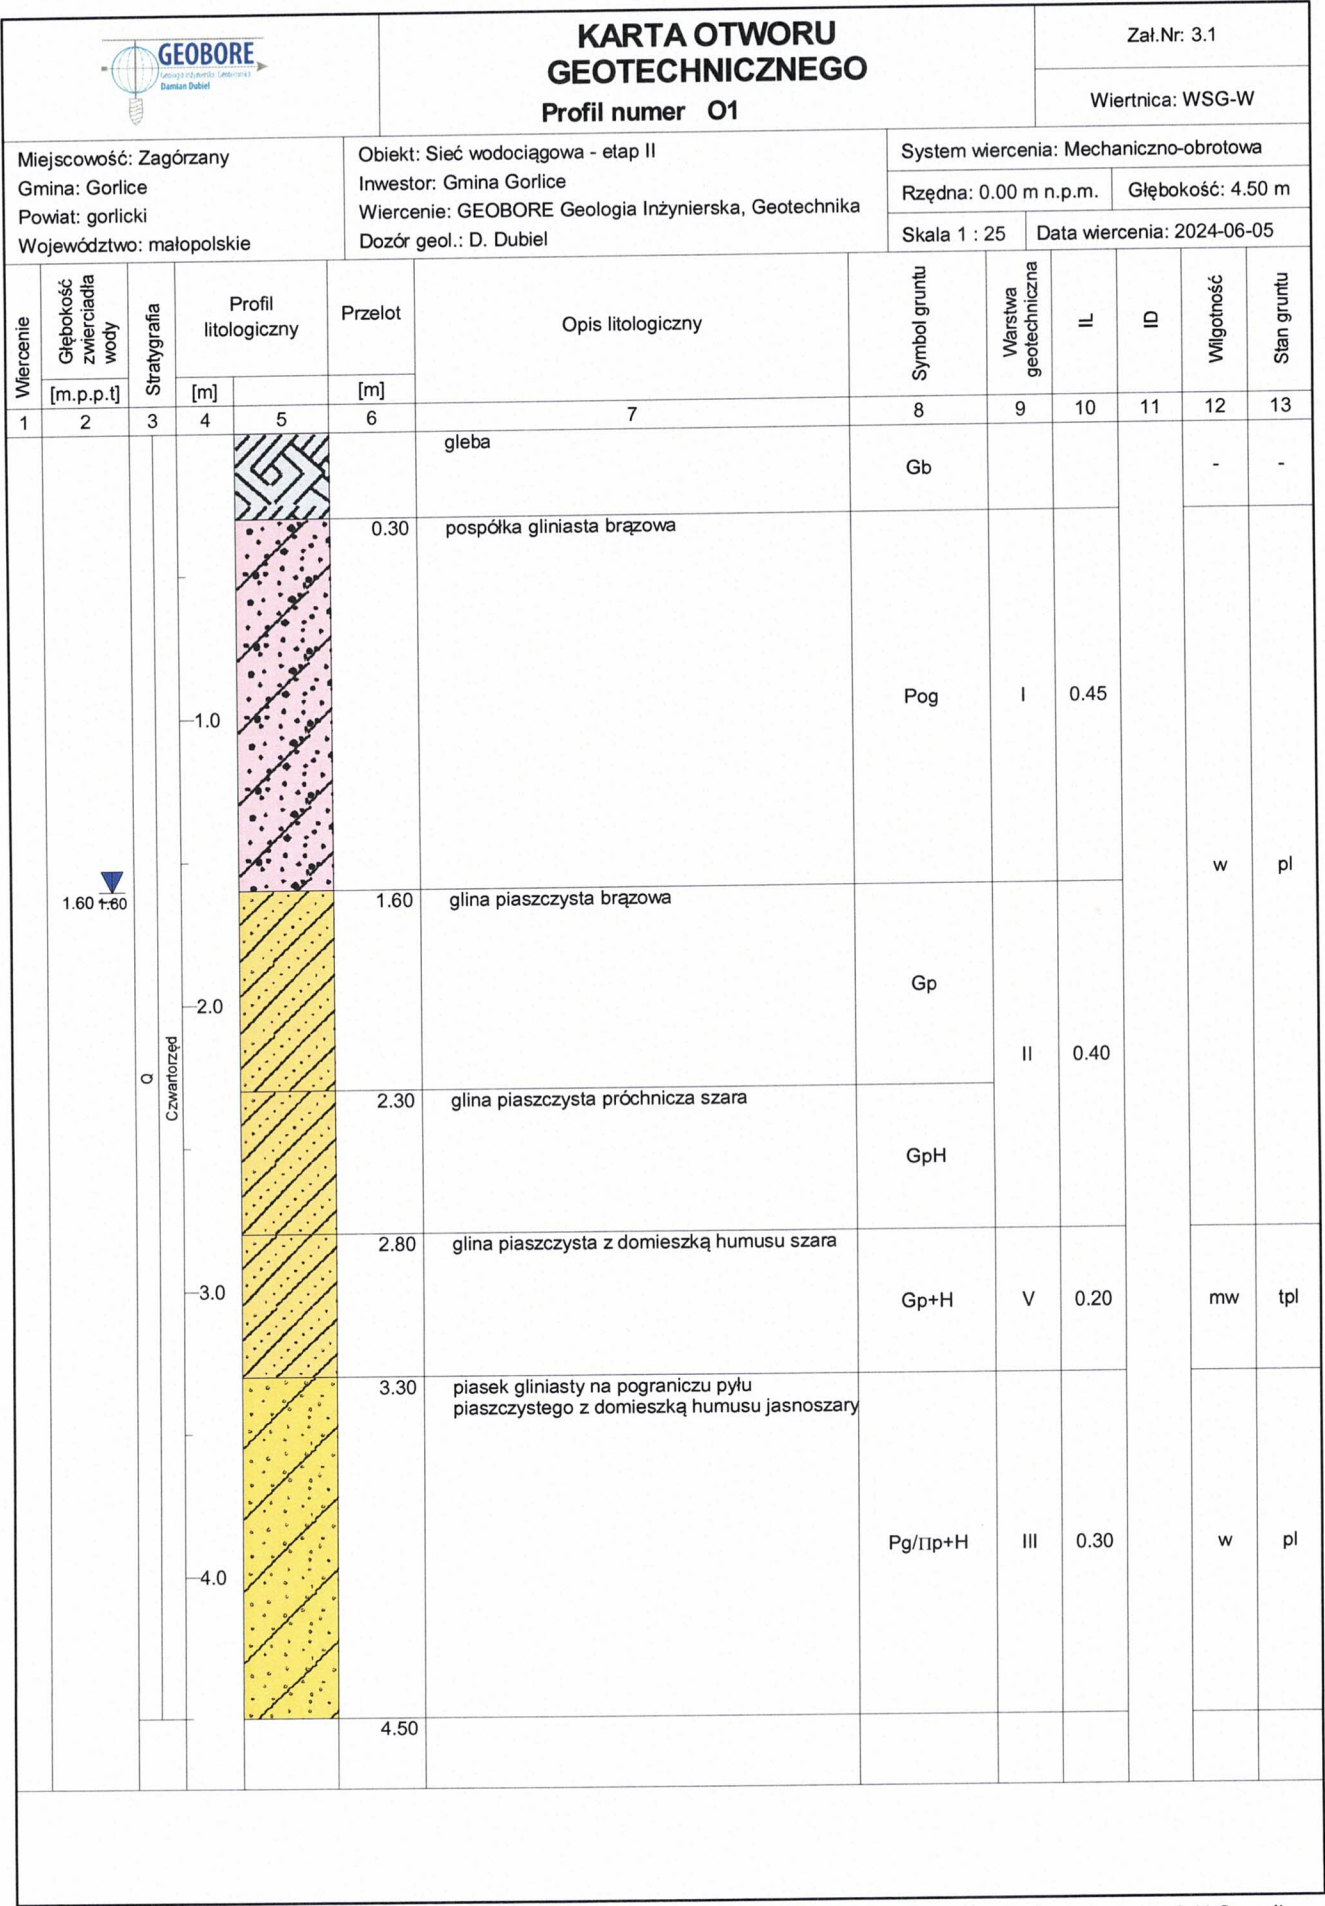 GEOBORE
Geologia Inżynierska, Geotechnika
Damian Dubiel
KARTA OTWORU
GEOTECHNICZNEGO
Profil numer O1
Zał.Nr: 3.1
Wiertnica: WSG-W
Miejscowość: Zagórzany
Gmina: Gorlice
Powiat: gorlicki
Województwo: małopolskie
Obiekt: Sieć wodociągowa - etap II
Inwestor: Gmina Gorlice
Wiercenie: GEOBORE Geologia Inżynierska, Geotechnika
Dozór geol.: D. Dubiel
System wiercenia: Mechaniczno-obrotowa
Rzędna: 0.00 m n.p.m. Głębokość: 4.50 m
Skala 1 : 25 Data wiercenia: 2024-06-05
Wiercenie
Głębokość
zwierciadła
wody
[m.p.p.t]
Stratygrafia
Profil
litologiczny
[m]
Przelot
[m]
Opis litologiczny
Symbol gruntu
Warstwa
geotechniczna
IL
ID
Wilgotność
Stan gruntu
1 2 3 4 5 6 7 8 9 10 11 12 13
gleba
Gb - -
0.30 pospółka gliniasta brązowa
Pog I 0.45
1.0
w pl
1.60 1.60
1.60 glina piaszczysta brązowa
Gp
2.0
II 0.40
Q
Czwartorzęd
2.30 glina piaszczysta próchnicza szara
GpH
2.80 glina piaszczysta z domieszką humusu szara
3.0
Gp+H V 0.20 mw tpl
3.30 piasek gliniasty na pograniczu pyłu
piaszczystego z domieszką humusu jasnoszary
Pg/Πp+H III 0.30 w pl
4.0
4.50